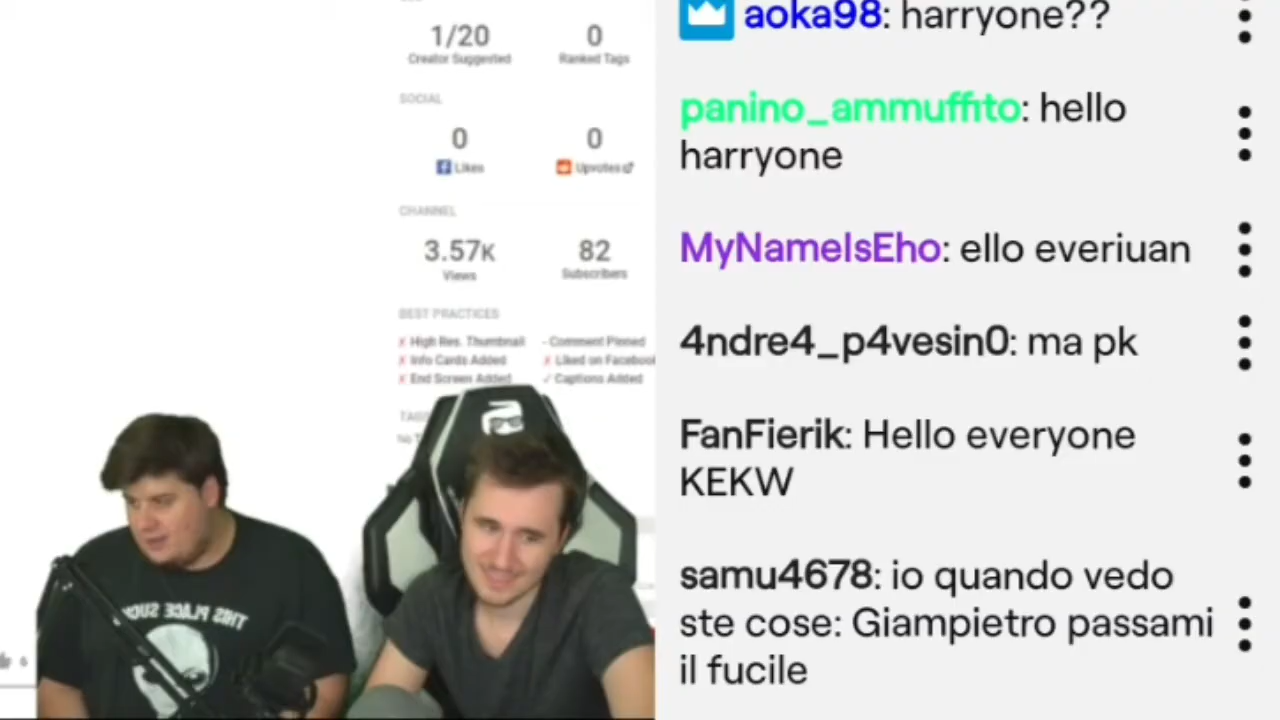 1/20 0
Creator Suggested Ranked Tags
SOCIAL
0 0
Likes Upvotes
CHANNEL
3.57K 82
Views Subscribers
BEST PRACTICES
✗ High Res. Thumbnail - Comment Pinned
✗ Info Cards Added ✗ Liked on Facebook
✗ End Screen Added ✓ Captions Added
6
THIS PLACE
aoka98: harryone??
panino_ammuffito: hello
harryone
MyNameIsEho: ello everiuan
4ndre4_p4vesin0: ma pk
FanFierik: Hello everyone
KEKW
samu4678: io quando vedo
ste cose: Giampietro passami
il fucile